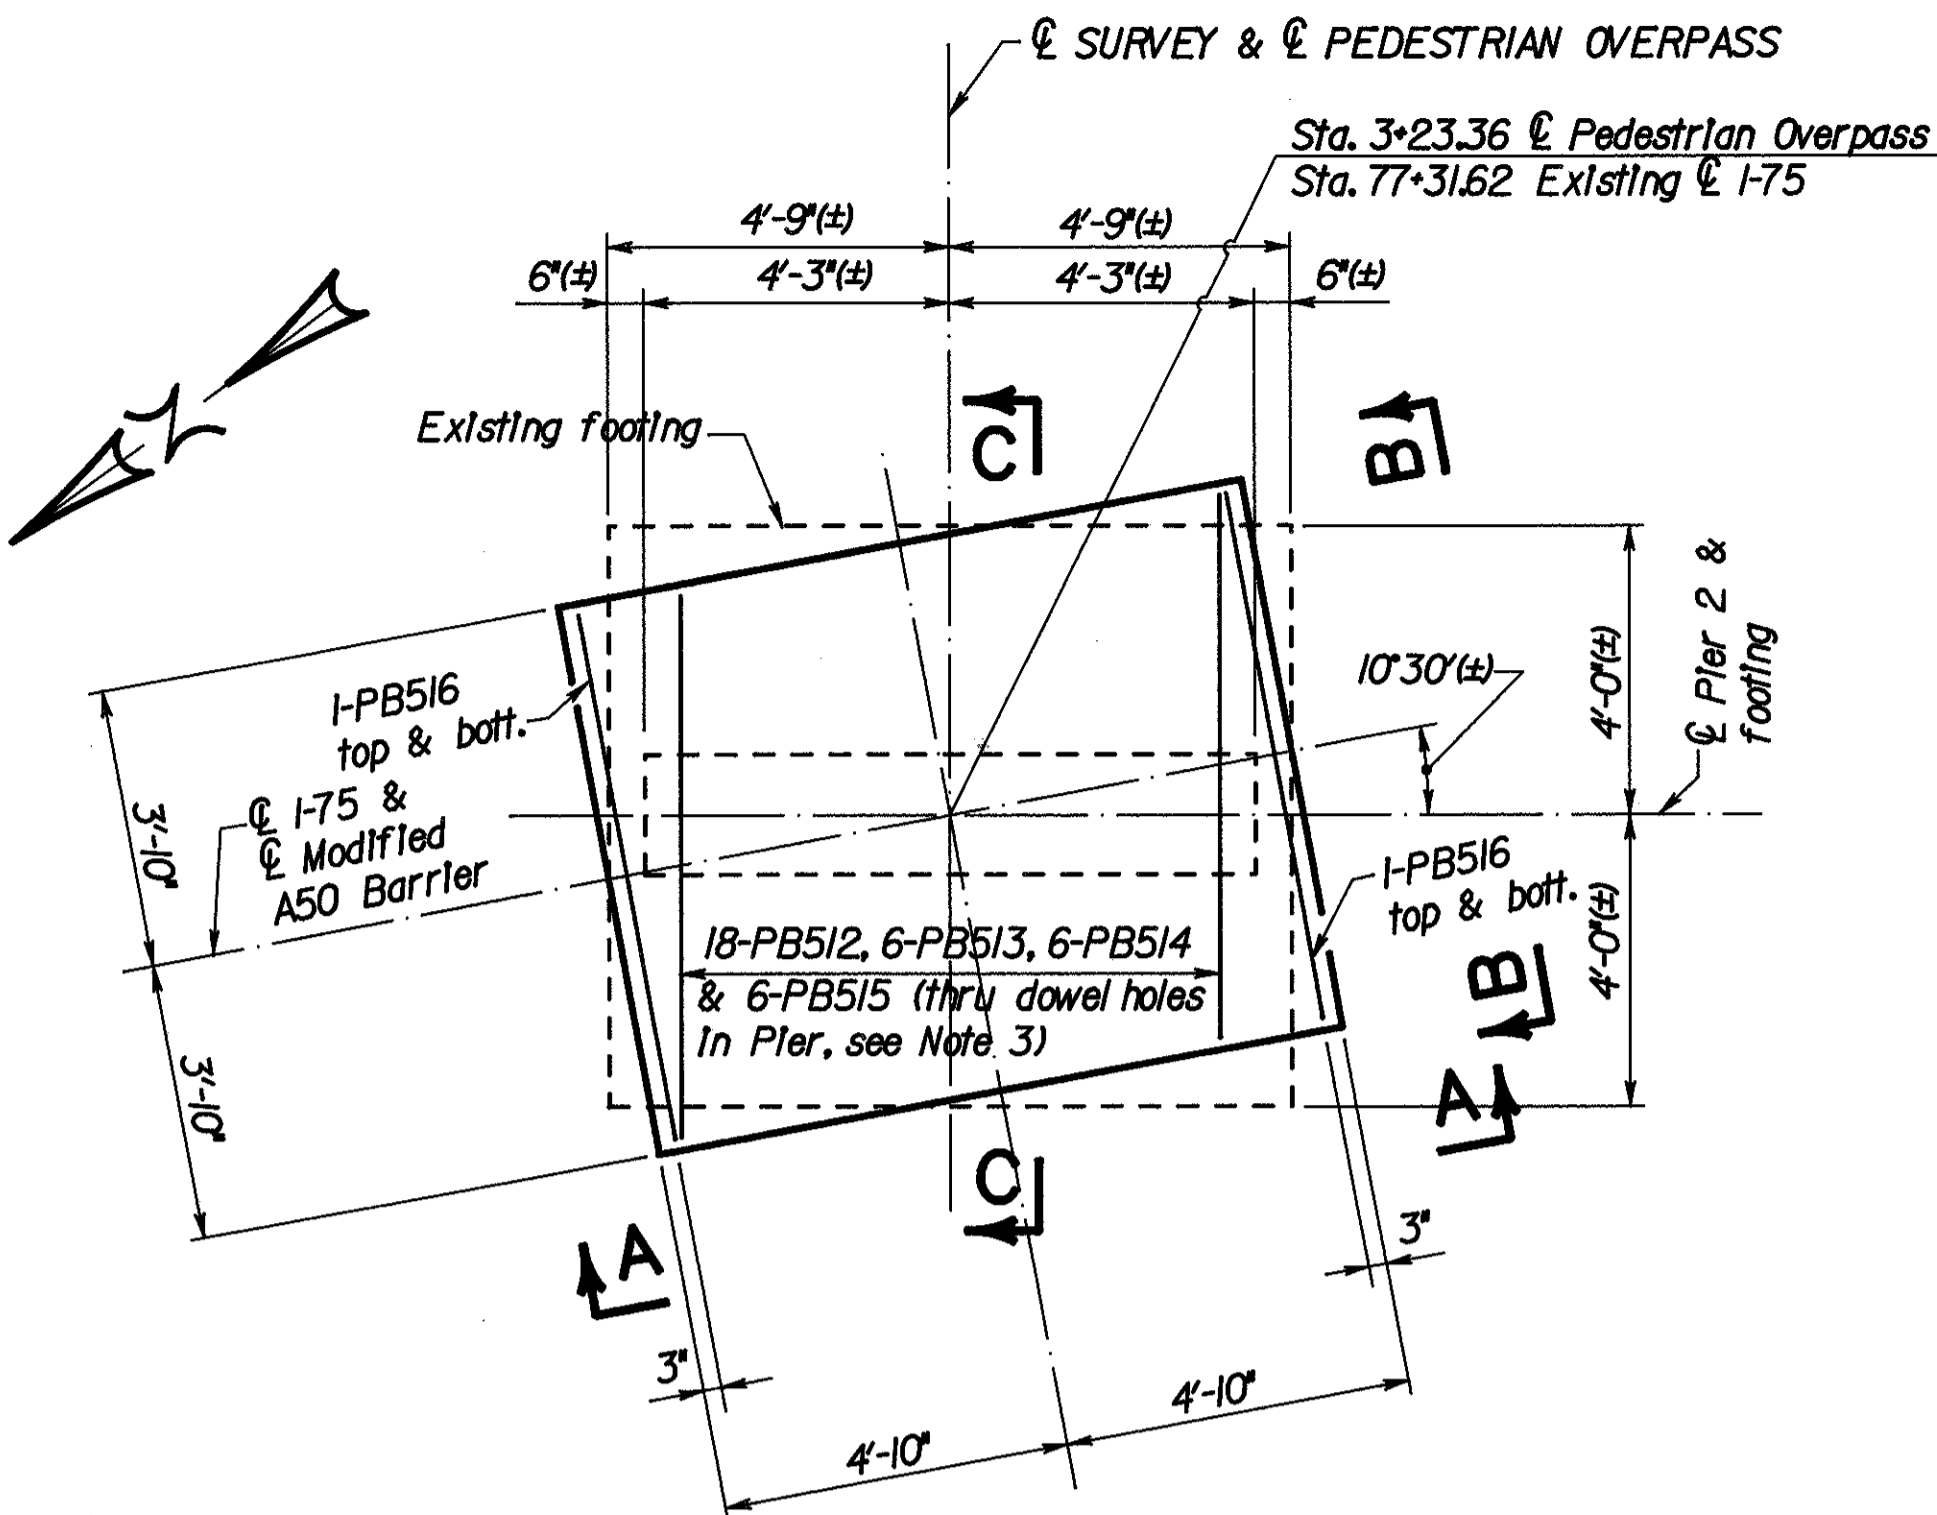 ℄ SURVEY & ℄ PEDESTRIAN OVERPASS
Sta. 3+23.36 ℄ Pedestrian Overpass
Sta. 77+31.62 Existing ℄ I-75
4'-9"(±)
4'-9"(±)
6"(±)
4'-3"(±)
4'-3"(±)
6"(±)
N
Existing footing
C
B
℄ Pier 2 &
footing
4'-0"(±)
10°30'(±)
1-PB516
top & bott.
℄ I-75 &
℄ Modified
A50 Barrier
3'-10"
1-PB516
top & bott.
4'-0"(±)
18-PB512, 6-PB513, 6-PB514
& 6-PB515 (thru dowel holes
in Pier, see Note 3)
B
3'-10"
A
C
A
3"
3"
4'-10"
4'-10"